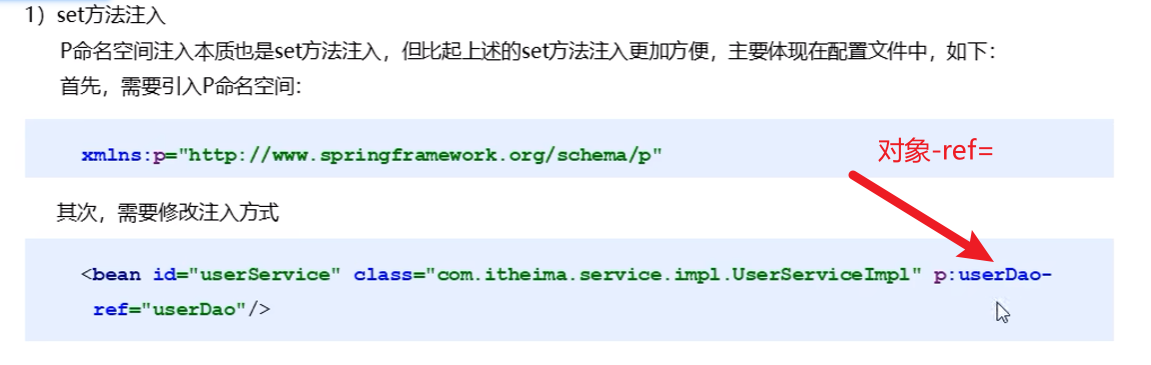 1）set方法注入
P命名空间注入本质也是set方法注入，但比起上述的set方法注入更加方便，主要体现在配置文件中，如下：
首先，需要引入P命名空间：
xmlns:p="http://www.springframework.org/schema/p"
对象-ref=
其次，需要修改注入方式
<bean id="userService" class="com.itheima.service.impl.UserServiceImpl" p:userDao-
ref="userDao"/>